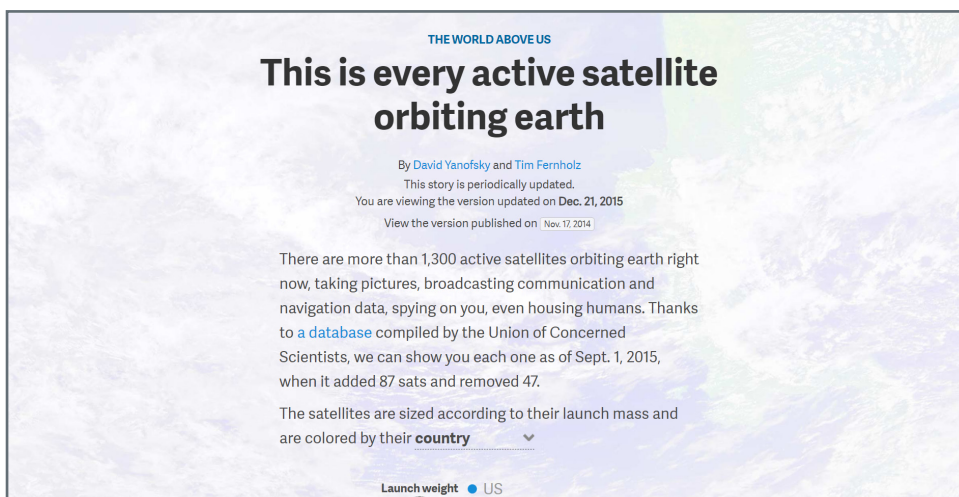 THE WORLD ABOVE US
This is every active satellite
orbiting earth
By David Yanofsky and Tim Fernholz
This story is periodically updated.
You are viewing the version updated on Dec. 21, 2015
View the version published on Nov. 17, 2014
There are more than 1,300 active satellites orbiting earth right
now, taking pictures, broadcasting communication and
navigation data, spying on you, even housing humans. Thanks
to a database compiled by the Union of Concerned
Scientists, we can show you each one as of Sept. 1, 2015,
when it added 87 sats and removed 47.
The satellites are sized according to their launch mass and
are colored by their country
Launch weight US